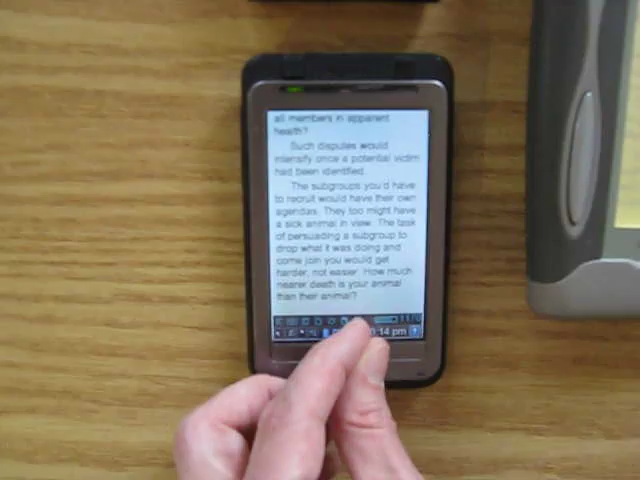 all members in apparent
health?
Such disputes would
intensify once a potential victim
had been identified.
The subgroups you'd have
to recruit would have their own
agendas. They too might have
a sick animal in view. The task
of persuading a subgroup to
drop what it was doing and
come join you would get
harder, not easier. How much
nearer death is your animal
than their animal?
14 pm